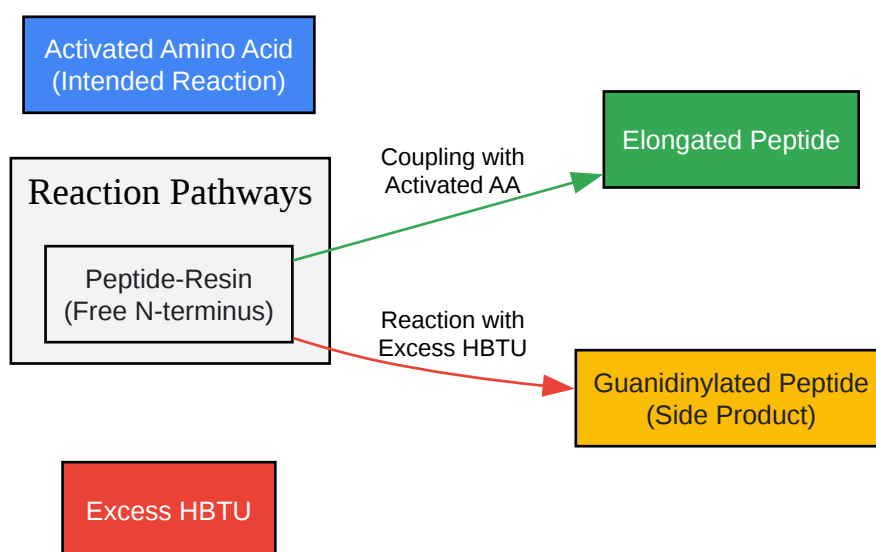 Activated Amino Acid
(Intended Reaction)
Reaction Pathways
Peptide-Resin
(Free N-terminus)
Coupling with
Activated AA
Elongated Peptide
Reaction with
Excess HBTU
Guanidinylated Peptide
(Side Product)
Excess HBTU